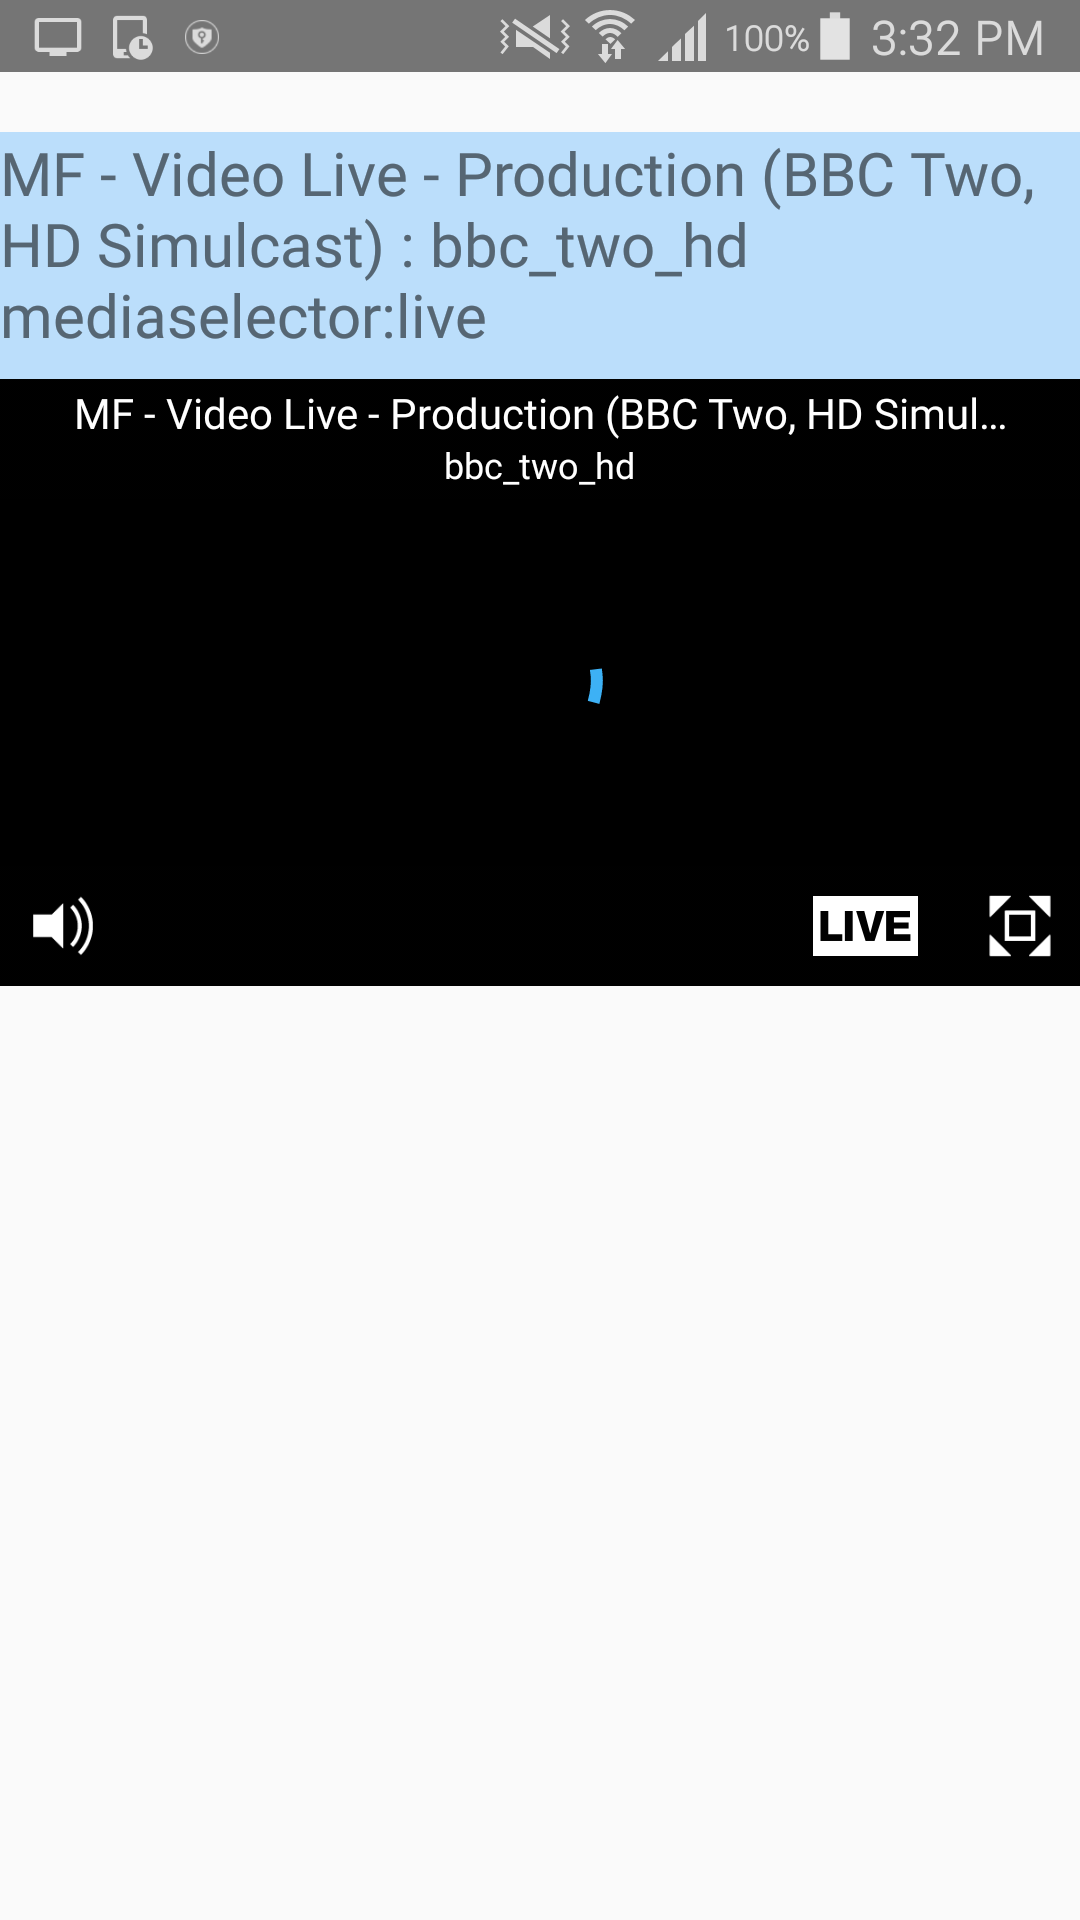 100% 3:32 PM
MF - Video Live - Production (BBC Two,
HD Simulcast) : bbc_two_hd
mediaselector:live
MF - Video Live - Production (BBC Two, HD Simul...
bbc_two_hd
LIVE